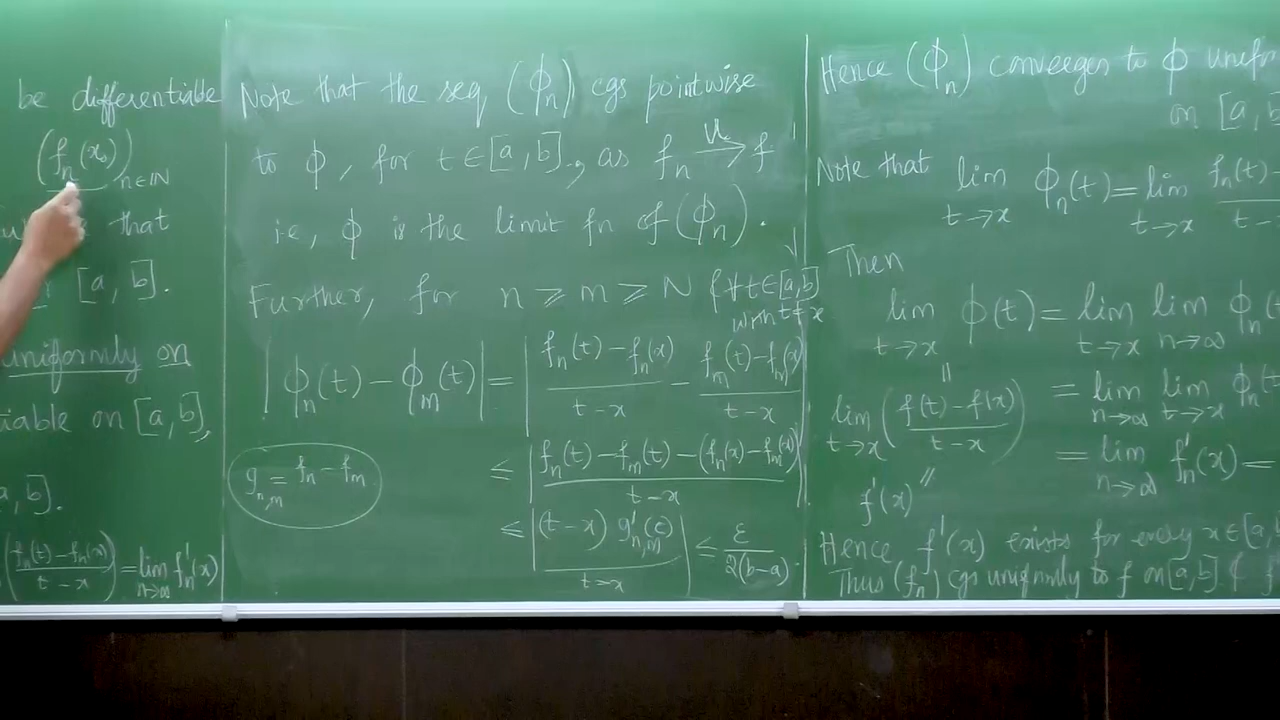 be differentiable
(fₙ(x₀))ₙ∈ℕ
that
[a, b].
uniformly on
iable on [a, b],
a, b].
(fₙ(t) − fₙ(x) / t − x) = lim n→∞ fₙ'(x)
Note that the seq (ϕₙ) cgs pointwise
to ϕ, for t ∈ [a, b]., as fₙ —u→ f
i.e, ϕ is the limit fn of (ϕₙ).
Further, for n ⩾ m ⩾ N & ∀ t ∈ [a, b]
with t ≠ x
|ϕₙ(t) − ϕₘ(t)| = | fₙ(t) − fₙ(x) / t − x − fₘ(t) − fₘ(x) / t − x
gₙ,ₘ = fₙ − fₘ
≤ | fₙ(t) − fₘ(t) − (fₙ(x) − fₘ(x)) / t − x |
≤ | (t − x) g'ₙ,ₘ(ξ) / t − x | ≤ ε / 2(b − a)
Hence (ϕₙ) converges to ϕ unif
on [a, b
Note that lim t→x ϕₙ(t) = lim t→x fₙ(t) − / t −
Then
lim t→x ϕ(t) = lim t→x lim n→∞ ϕₙ(t
lim t→x (f(t) − f(x) / t − x) = lim n→∞ lim t→x ϕₙ(t
f'(x) = lim n→∞ fₙ'(x) =
Hence f'(x) exists for every x ∈ [a,
Thus (fₙ) cgs uniformly to f on [a, b] & f